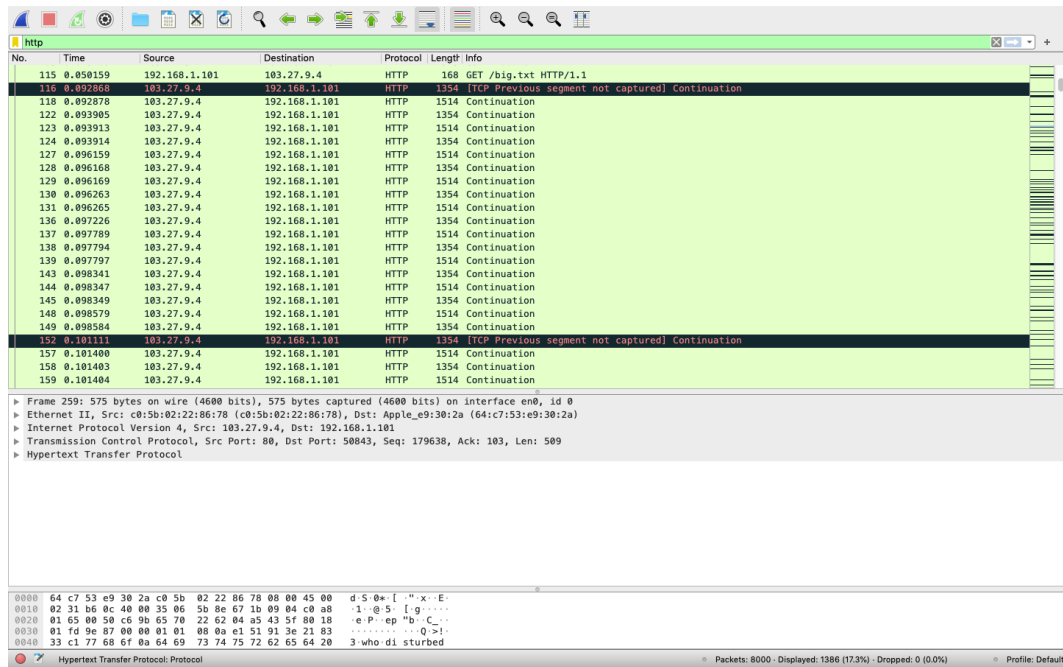 http
No. Time Source Destination Protocol Length Info
115 0.050159 192.168.1.101 103.27.9.4 HTTP 168 GET /big.txt HTTP/1.1
116 0.092868 103.27.9.4 192.168.1.101 HTTP 1354 [TCP Previous segment not captured] Continuation
118 0.092878 103.27.9.4 192.168.1.101 HTTP 1514 Continuation
122 0.093905 103.27.9.4 192.168.1.101 HTTP 1354 Continuation
123 0.093913 103.27.9.4 192.168.1.101 HTTP 1514 Continuation
124 0.093914 103.27.9.4 192.168.1.101 HTTP 1354 Continuation
127 0.096159 103.27.9.4 192.168.1.101 HTTP 1514 Continuation
128 0.096168 103.27.9.4 192.168.1.101 HTTP 1354 Continuation
129 0.096169 103.27.9.4 192.168.1.101 HTTP 1514 Continuation
130 0.096263 103.27.9.4 192.168.1.101 HTTP 1354 Continuation
131 0.096265 103.27.9.4 192.168.1.101 HTTP 1514 Continuation
136 0.097226 103.27.9.4 192.168.1.101 HTTP 1354 Continuation
137 0.097789 103.27.9.4 192.168.1.101 HTTP 1514 Continuation
138 0.097794 103.27.9.4 192.168.1.101 HTTP 1354 Continuation
139 0.097797 103.27.9.4 192.168.1.101 HTTP 1354 Continuation
143 0.098341 103.27.9.4 192.168.1.101 HTTP 1354 Continuation
144 0.098347 103.27.9.4 192.168.1.101 HTTP 1514 Continuation
145 0.098349 103.27.9.4 192.168.1.101 HTTP 1354 Continuation
148 0.098579 103.27.9.4 192.168.1.101 HTTP 1514 Continuation
149 0.098584 103.27.9.4 192.168.1.101 HTTP 1354 Continuation
152 0.101111 103.27.9.4 192.168.1.101 HTTP 1354 [TCP Previous segment not captured] Continuation
157 0.101400 103.27.9.4 192.168.1.101 HTTP 1514 Continuation
158 0.101403 103.27.9.4 192.168.1.101 HTTP 1354 Continuation
159 0.101404 103.27.9.4 192.168.1.101 HTTP 1514 Continuation
Frame 259: 575 bytes on wire (4600 bits), 575 bytes captured (4600 bits) on interface en0, id 0
Ethernet II, Src: c0:5b:02:22:86:78 (c0:5b:02:22:86:78), Dst: Apple_e9:30:2a (64:c7:53:e9:30:2a)
Internet Protocol Version 4, Src: 103.27.9.4, Dst: 192.168.1.101
Transmission Control Protocol, Src Port: 80, Dst Port: 50843, Seq: 179638, Ack: 103, Len: 509
Hypertext Transfer Protocol
0000 64 c7 53 e9 30 2a c0 5b 02 22 86 78 08 00 45 00 d·S·0*·[ ·"·x··E·
0010 02 31 b6 0c 40 00 35 06 5b 8e 67 1b 09 04 c0 a8 ·1··@·5· [·g·····
0020 01 65 00 50 c6 9b 65 70 22 62 04 a5 43 5f 80 18 ·e·P··ep "b··C_··
0030 01 fd 9e 87 00 00 01 01 08 0a e1 51 91 3e 21 83 ········ ···Q·>!·
0040 33 c1 77 68 6f 0a 64 69 73 74 75 72 62 65 64 20 3·who·di sturbed
Hypertext Transfer Protocol: Protocol Packets: 8000 · Displayed: 1386 (17.3%) · Dropped: 0 (0.0%) Profile: Default